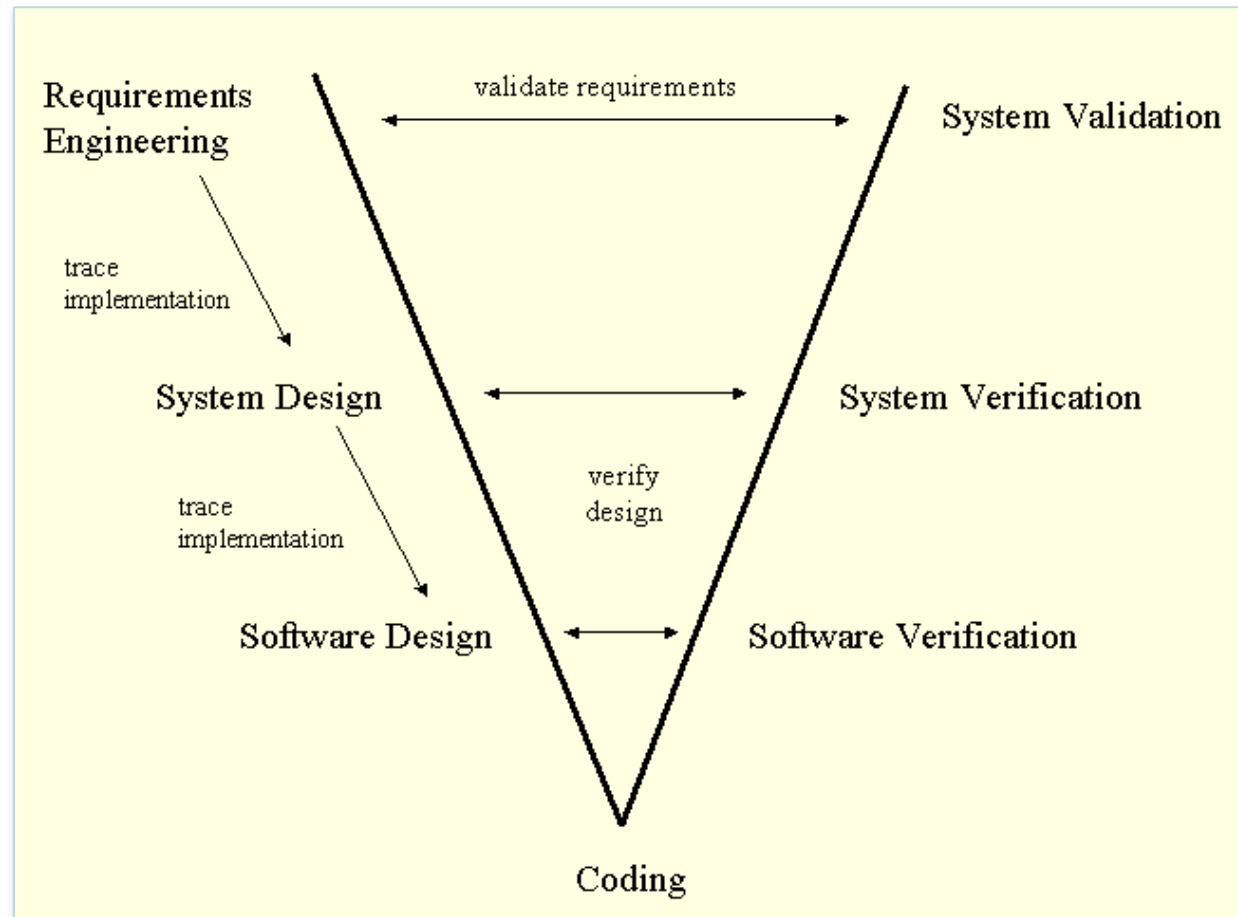 Requirements
Engineering
validate requirements
System Validation
trace
implementation
System Design
System Verification
verify
design
trace
implementation
Software Design
Software Verification
Coding